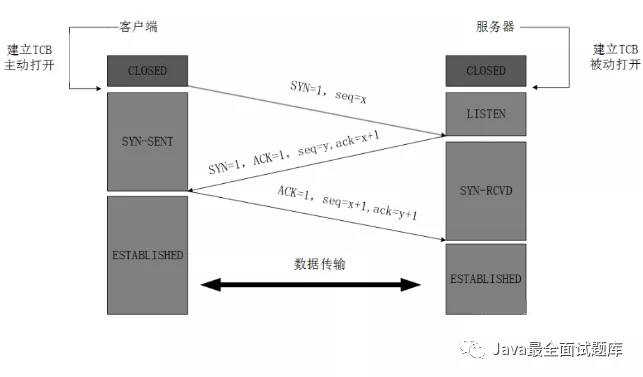 客户端
服务器
建立TCB
主动打开
建立TCB
被动打开
CLOSED
CLOSED
SYN=1, seq=x
LISTEN
SYN-SENT
SYN=1, ACK=1, seq=y,ack=x+1
SYN-RCVD
ACK=1, seq=x+1,ack=y+1
ESTABLISHED
数据传输
ESTABLISHED
Java最全面试题库